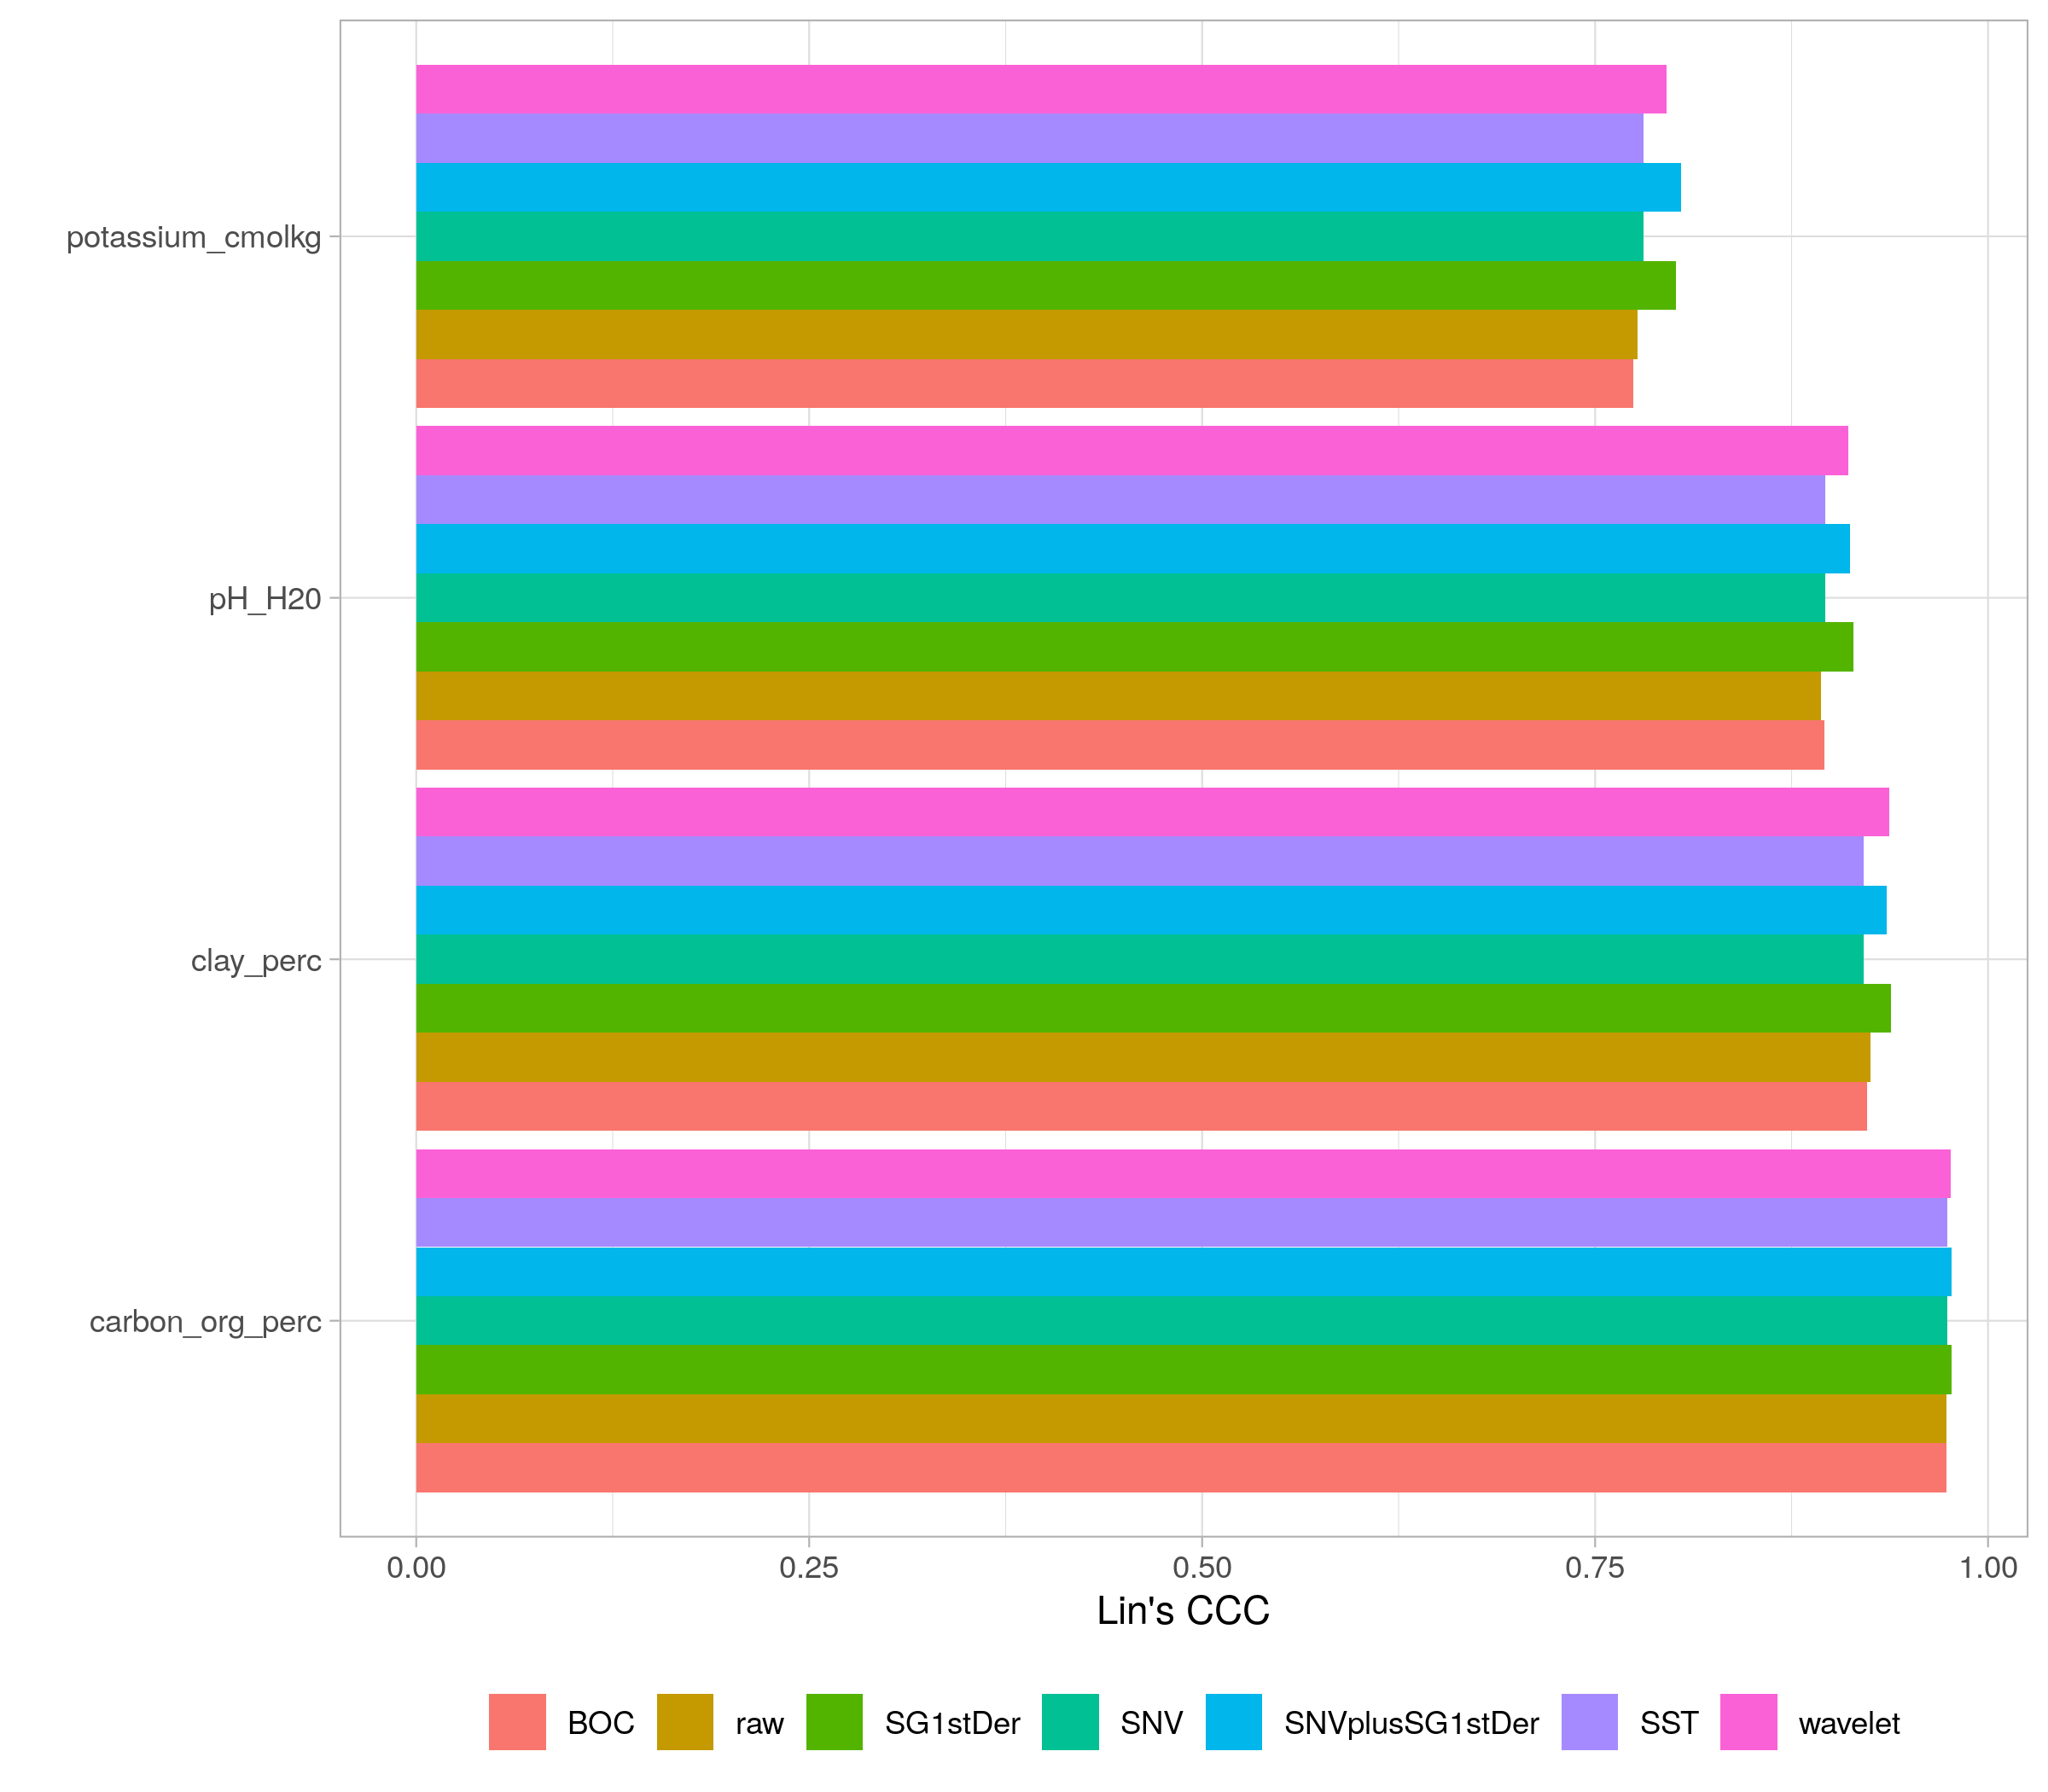 potassium_cmolkg
pH_H20
clay_perc
carbon_org_perc
0.00 0.25 0.50 0.75 1.00
Lin's CCC
BOC raw SG1stDer SNV SNVplusSG1stDer SST wavelet